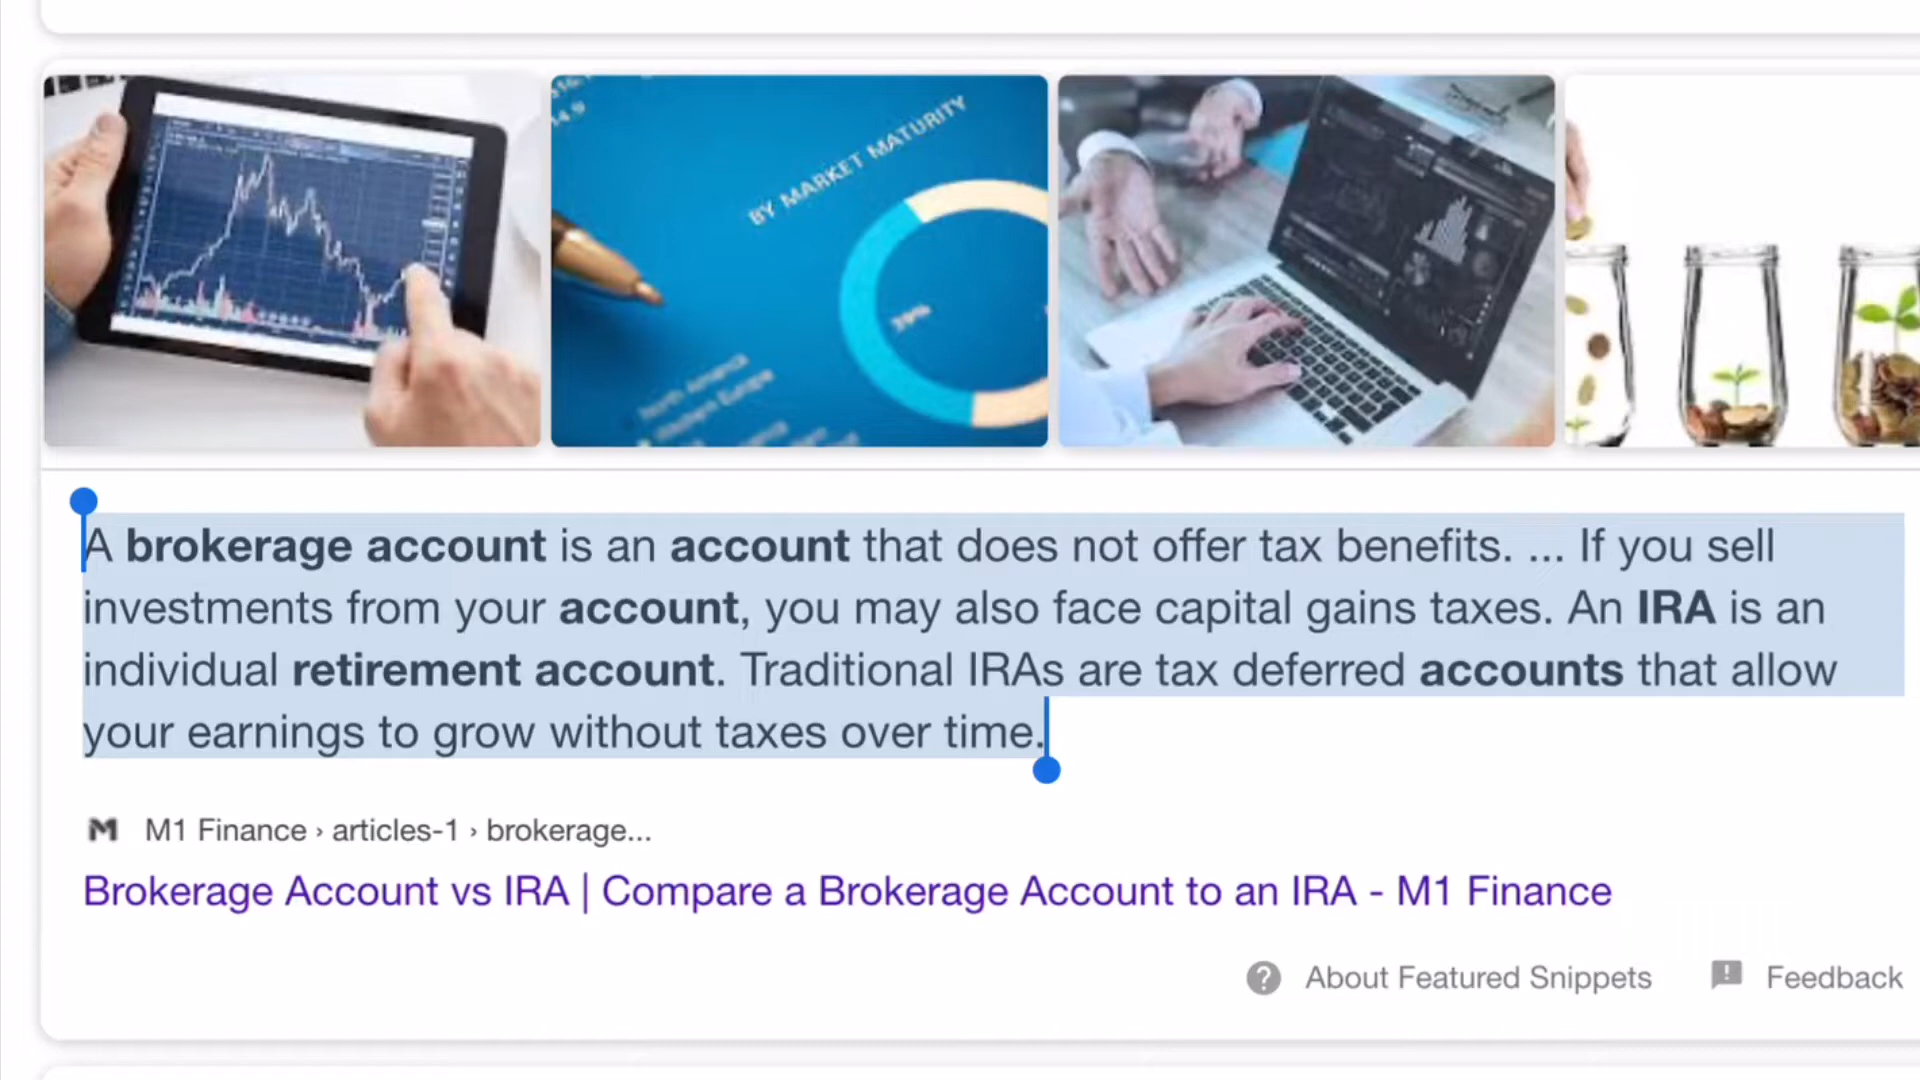 BY MARKET MATURITY
A brokerage account is an account that does not offer tax benefits. ... If you sell
investments from your account, you may also face capital gains taxes. An IRA is an
individual retirement account. Traditional IRAs are tax deferred accounts that allow
your earnings to grow without taxes over time.
M1 Finance › articles-1 › brokerage...
Brokerage Account vs IRA | Compare a Brokerage Account to an IRA - M1 Finance
About Featured Snippets
Feedback